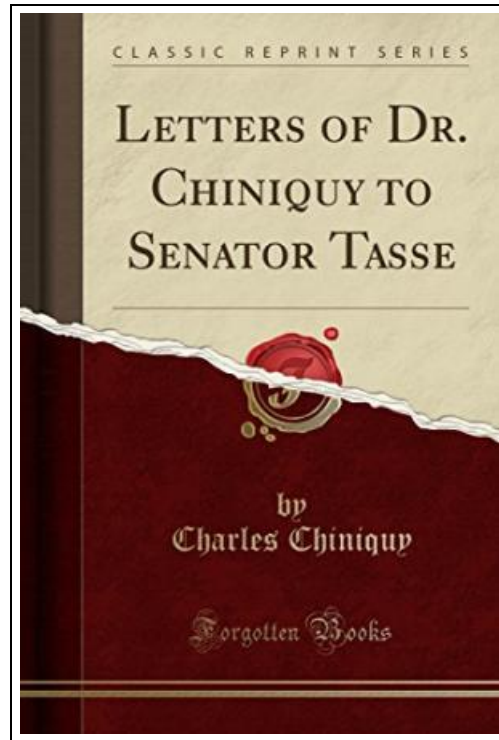 CLASSIC REPRINT SERIES
LETTERS OF DR.
CHINIQUY TO
SENATOR TASSE
by
Charles Chiniquy
Forgotten Books